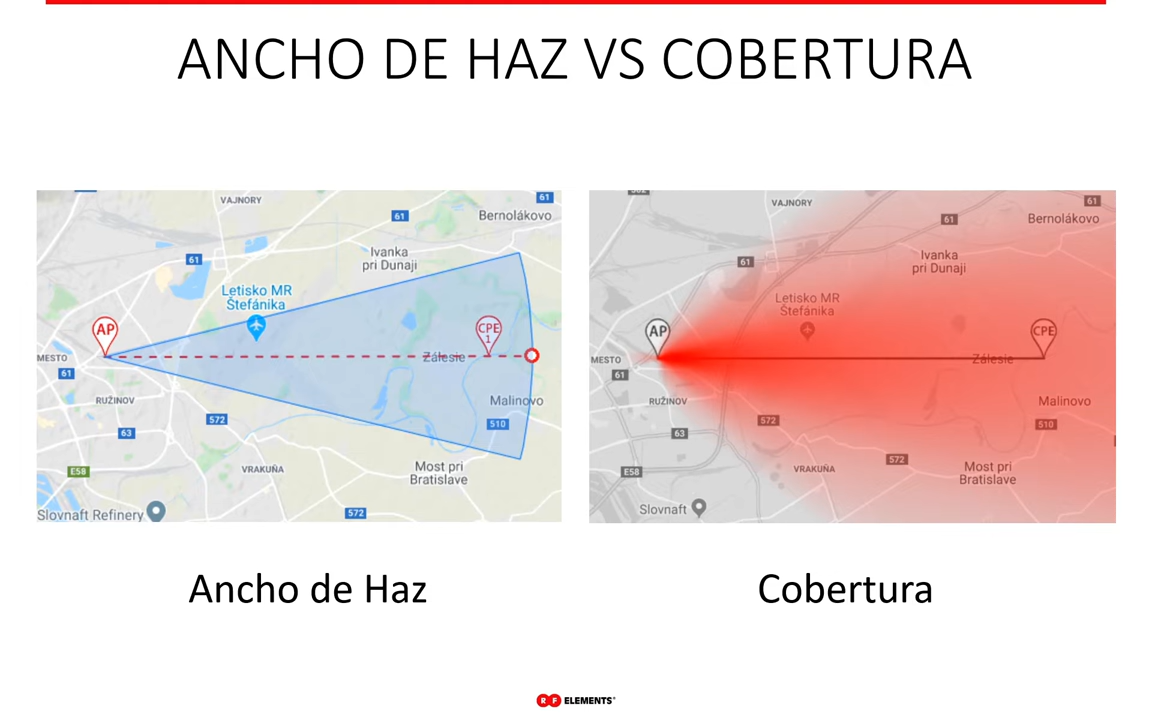 ANCHO DE HAZ VS COBERTURA
61
VAJNORY
61
Bernolákovo
Ivanka
pri Dunaji
61
Letisko MR
Štefánika
AP
CPE
1
MESTO
Zálesie
61
RUŽINOV
Malinovo
572
510
63
E58
VRAKUŇA
Most pri
Bratislave
Slovnaft Refinery
572
VAJNORY
61
61
Bernolákovo
Ivanka
pri Dunaji
61
Letisko MR
Štefánika
AP
CPE
MESTO
Zálesie
61
RUŽINOV
Malinovo
572
510
63
572
E58
VRAKUŇA
Most pri
Bratislave
Slovnaft
Ancho de Haz
Cobertura
RF ELEMENTS®